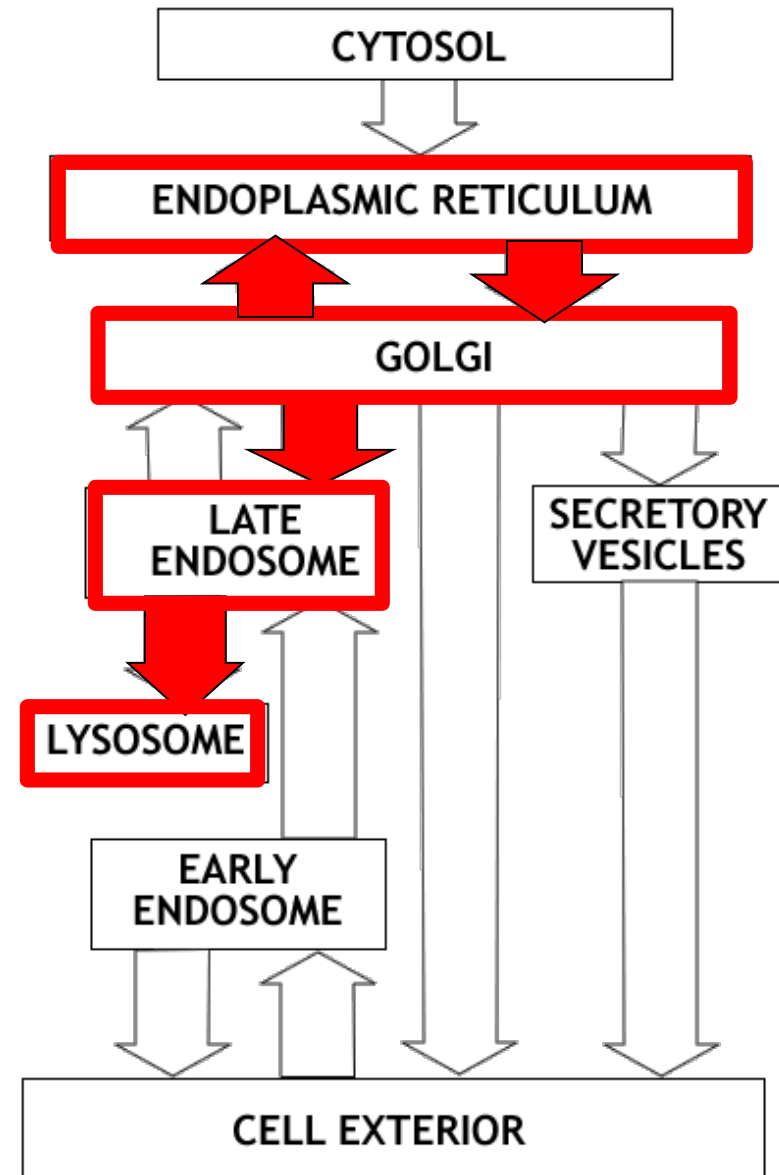 CYTOSOL
ENDOPLASMIC RETICULUM
GOLGI
LATE
ENDOSOME
SECRETORY
VESICLES
LYSOSOME
EARLY
ENDOSOME
CELL EXTERIOR